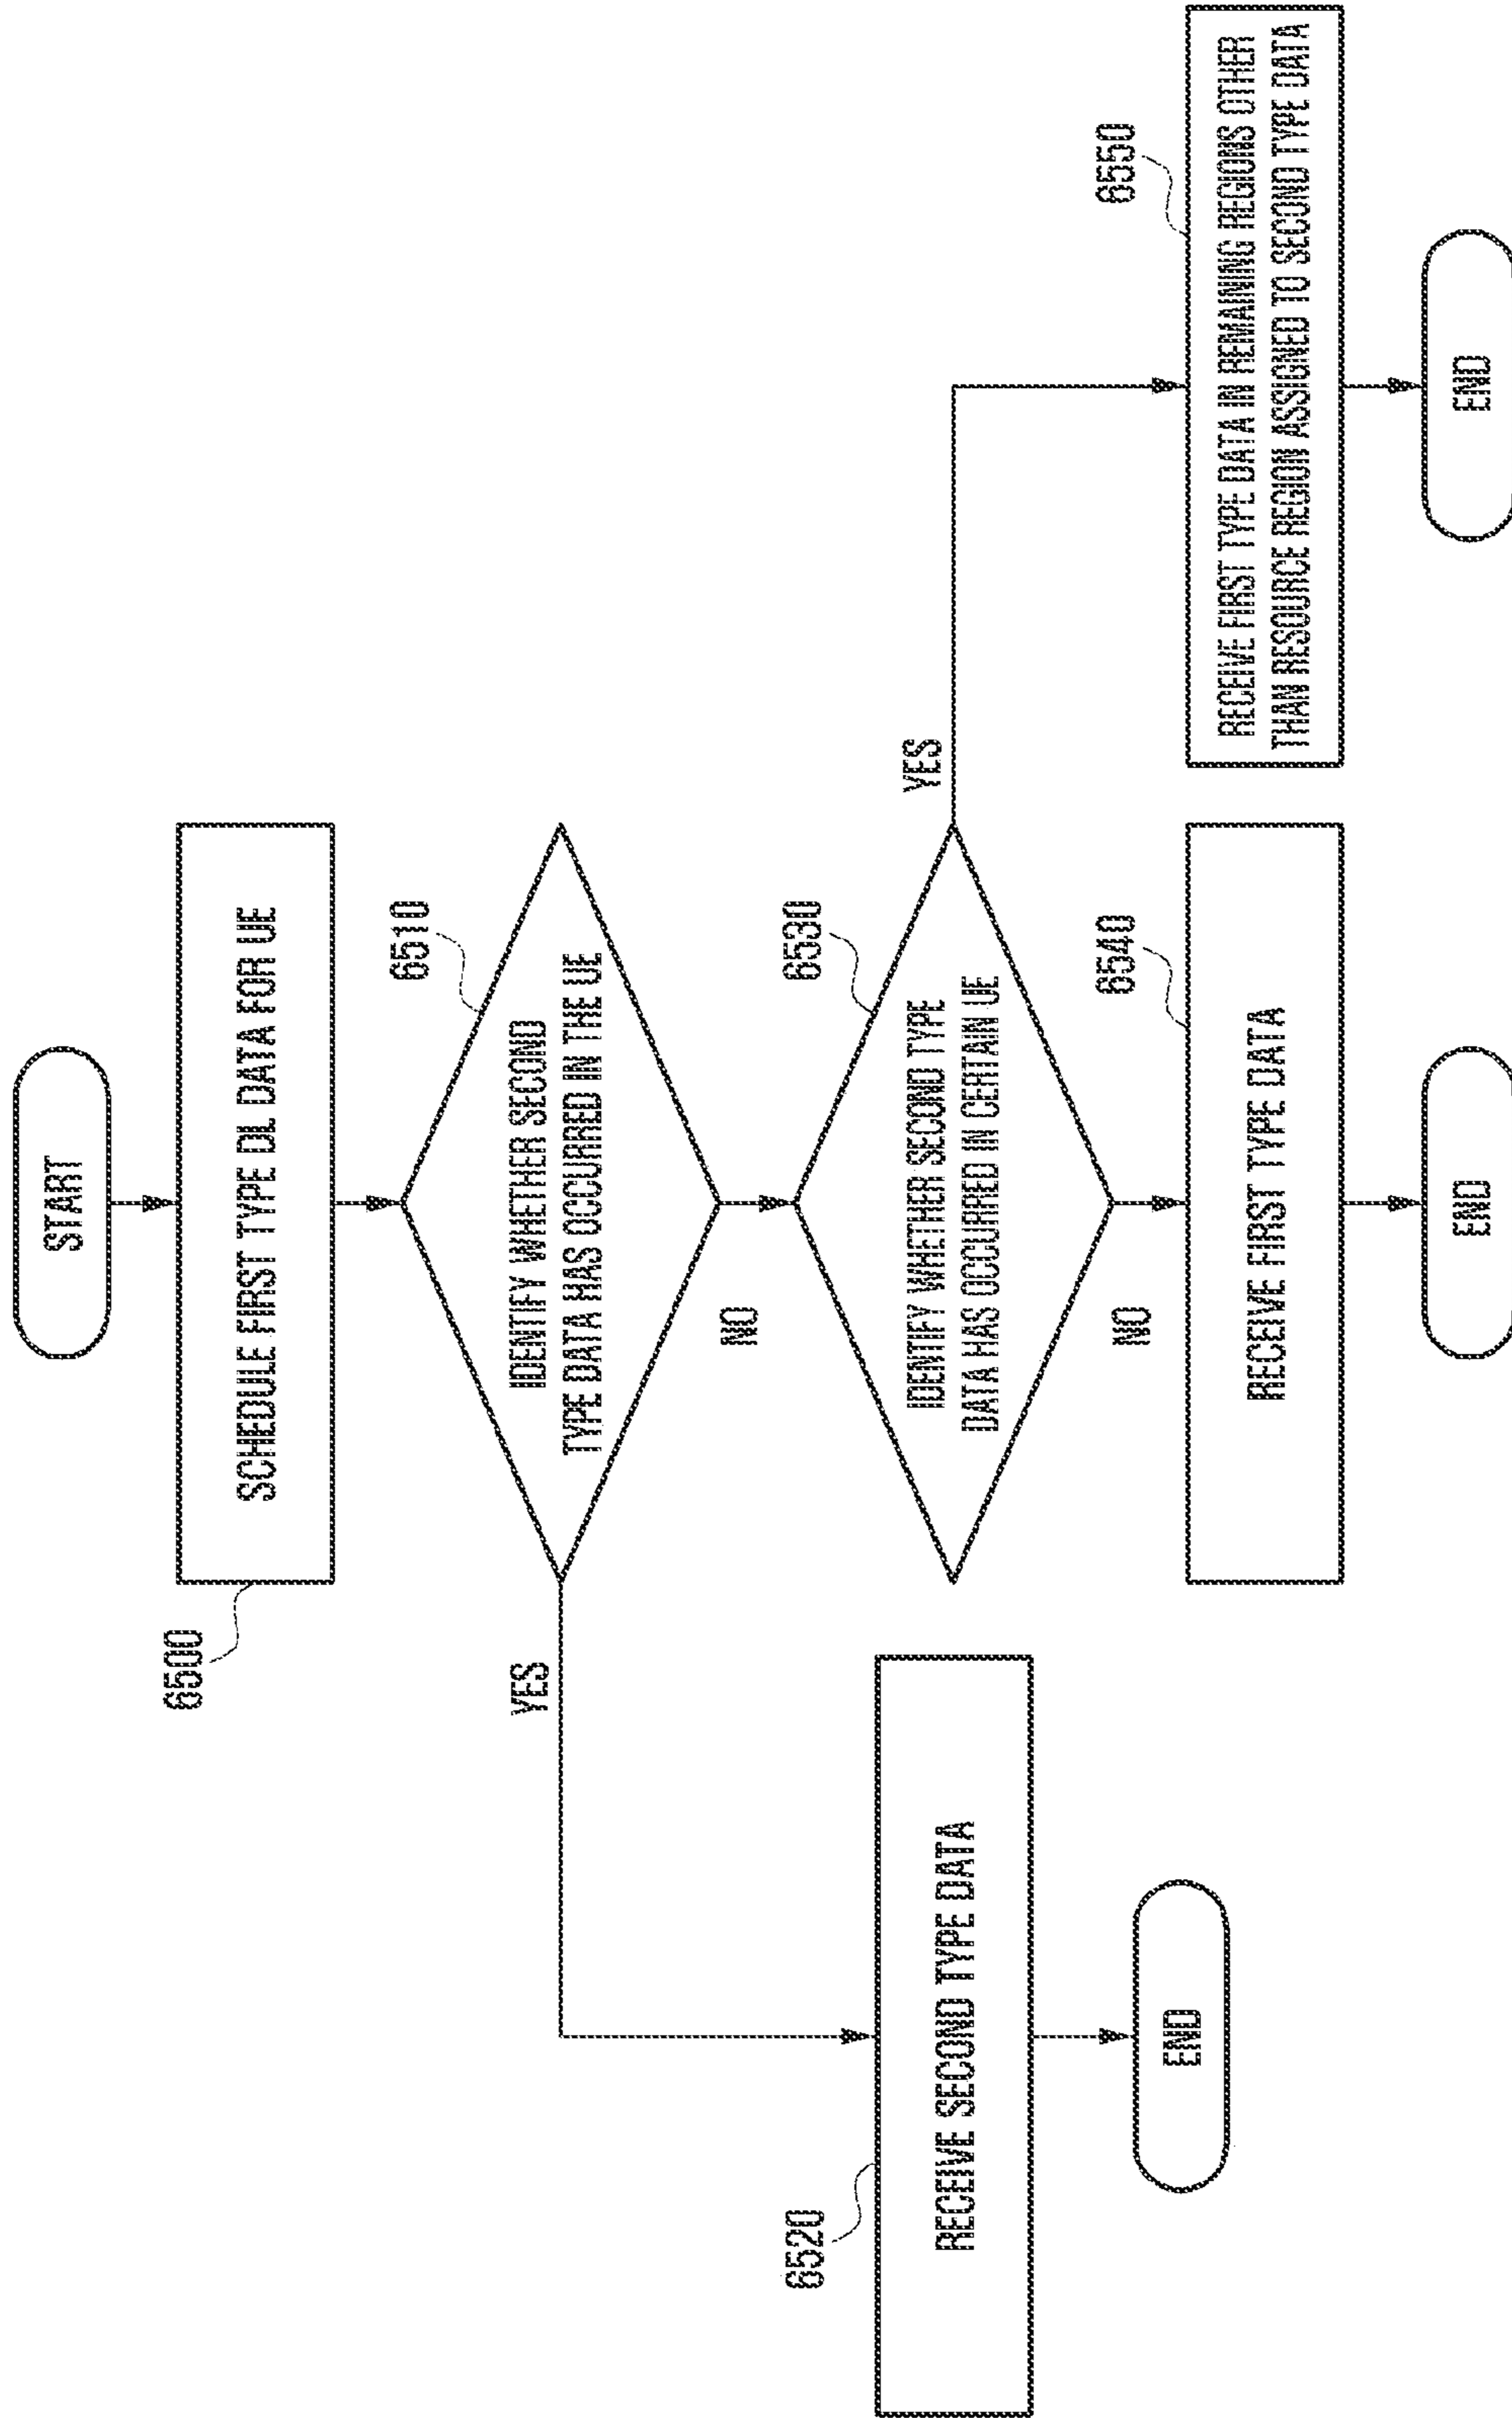 START
6500
SCHEDULE FIRST TYPE DL DATA FOR UE
6510
IDENTIFY WHETHER SECOND
TYPE DATA HAS OCCURRED IN THE UE
YES
NO
6520
RECEIVE SECOND TYPE DATA
END
6530
IDENTIFY WHETHER SECOND TYPE
DATA HAS OCCURRED IN CERTAIN UE
YES
NO
6540
RECEIVE FIRST TYPE DATA
END
6550
RECEIVE FIRST TYPE DATA IN REMAINING REGIONS OTHER
THAN RESOURCE REGION ASSIGNED TO SECOND TYPE DATA
END